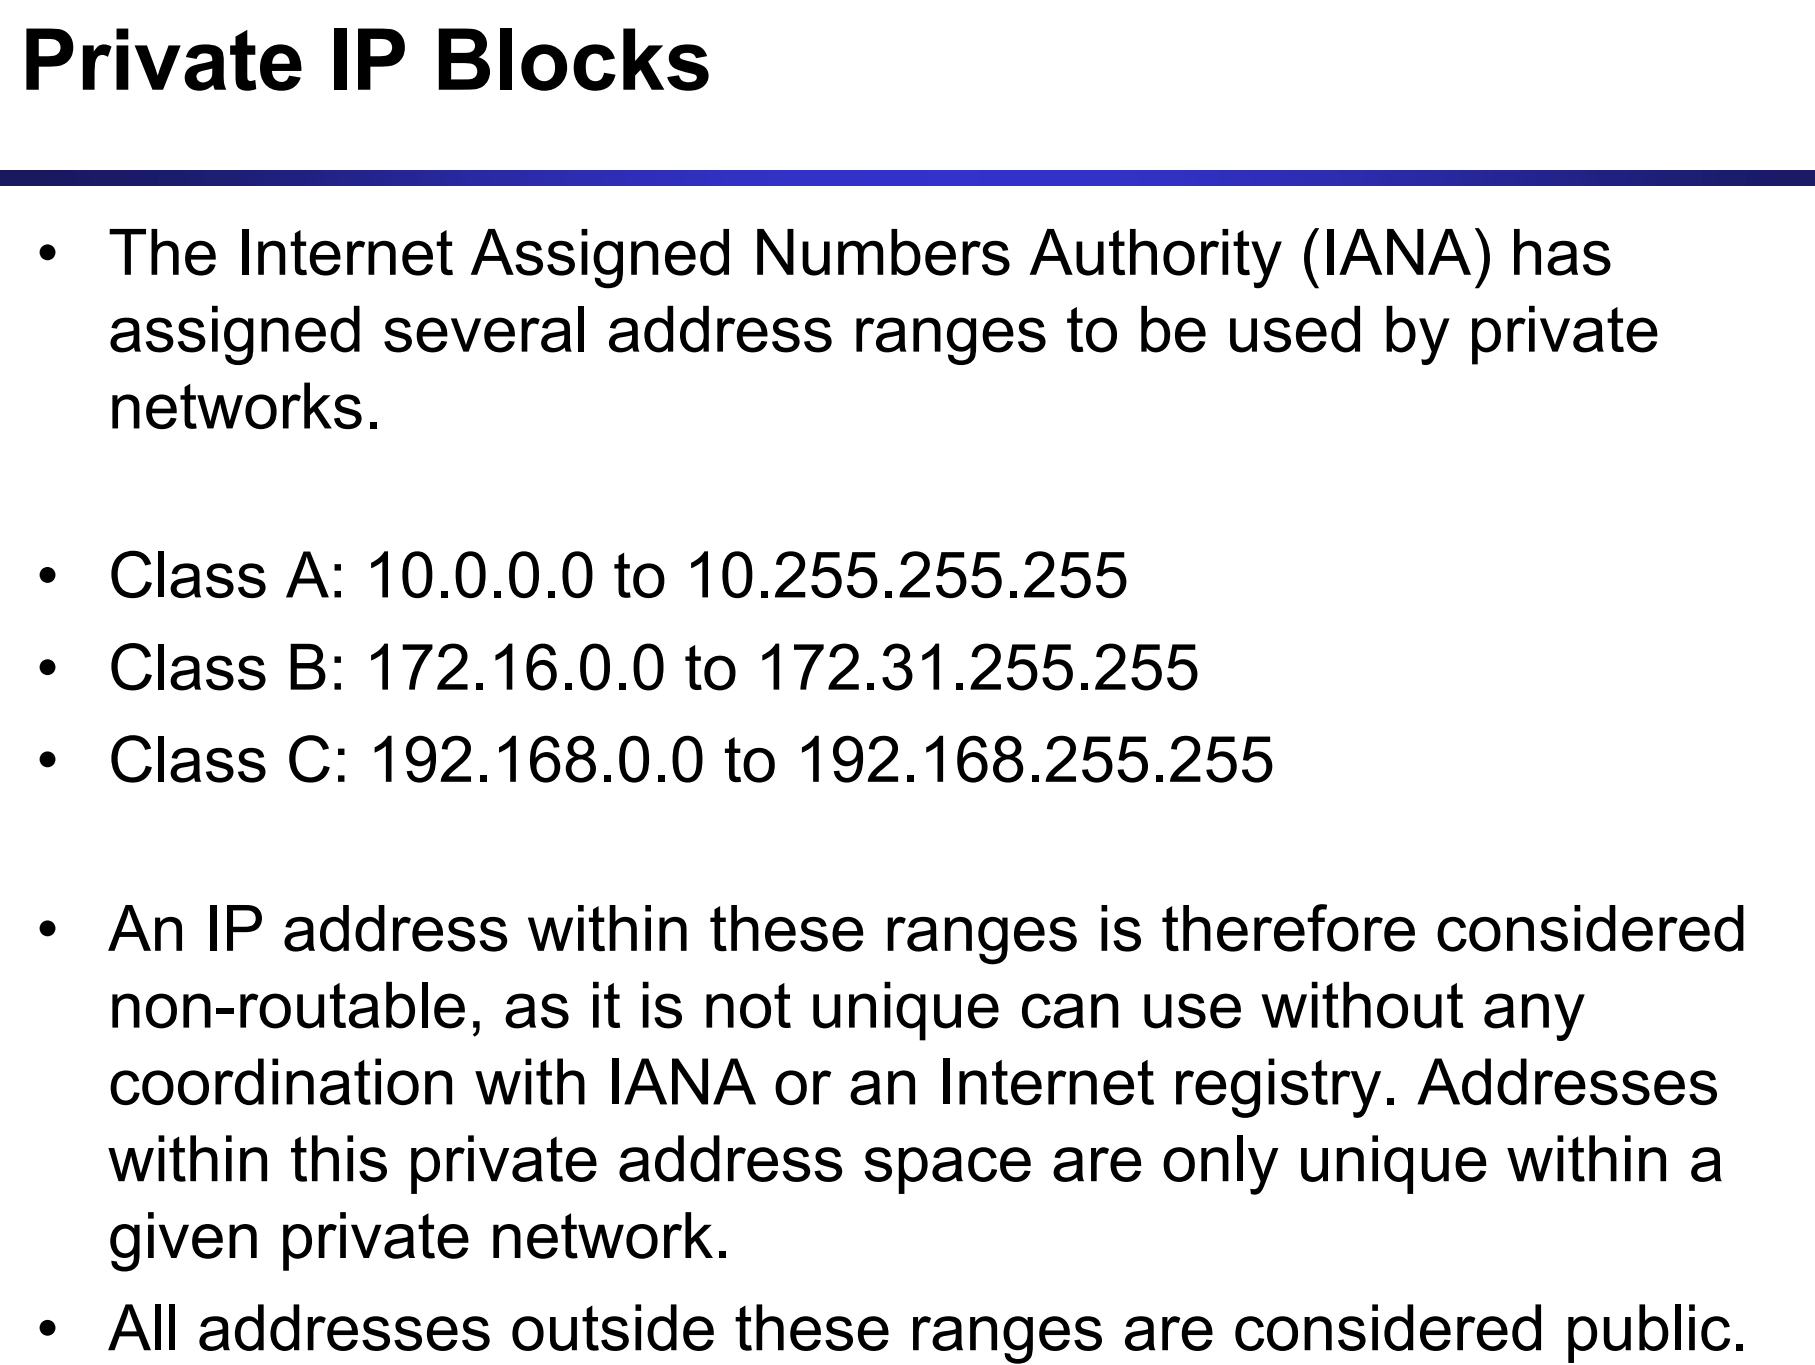 Private IP Blocks
• The Internet Assigned Numbers Authority (IANA) has
assigned several address ranges to be used by private
networks.
• Class A: 10.0.0.0 to 10.255.255.255
• Class B: 172.16.0.0 to 172.31.255.255
• Class C: 192.168.0.0 to 192.168.255.255
• An IP address within these ranges is therefore considered
non-routable, as it is not unique can use without any
coordination with IANA or an Internet registry. Addresses
within this private address space are only unique within a
given private network.
• All addresses outside these ranges are considered public.